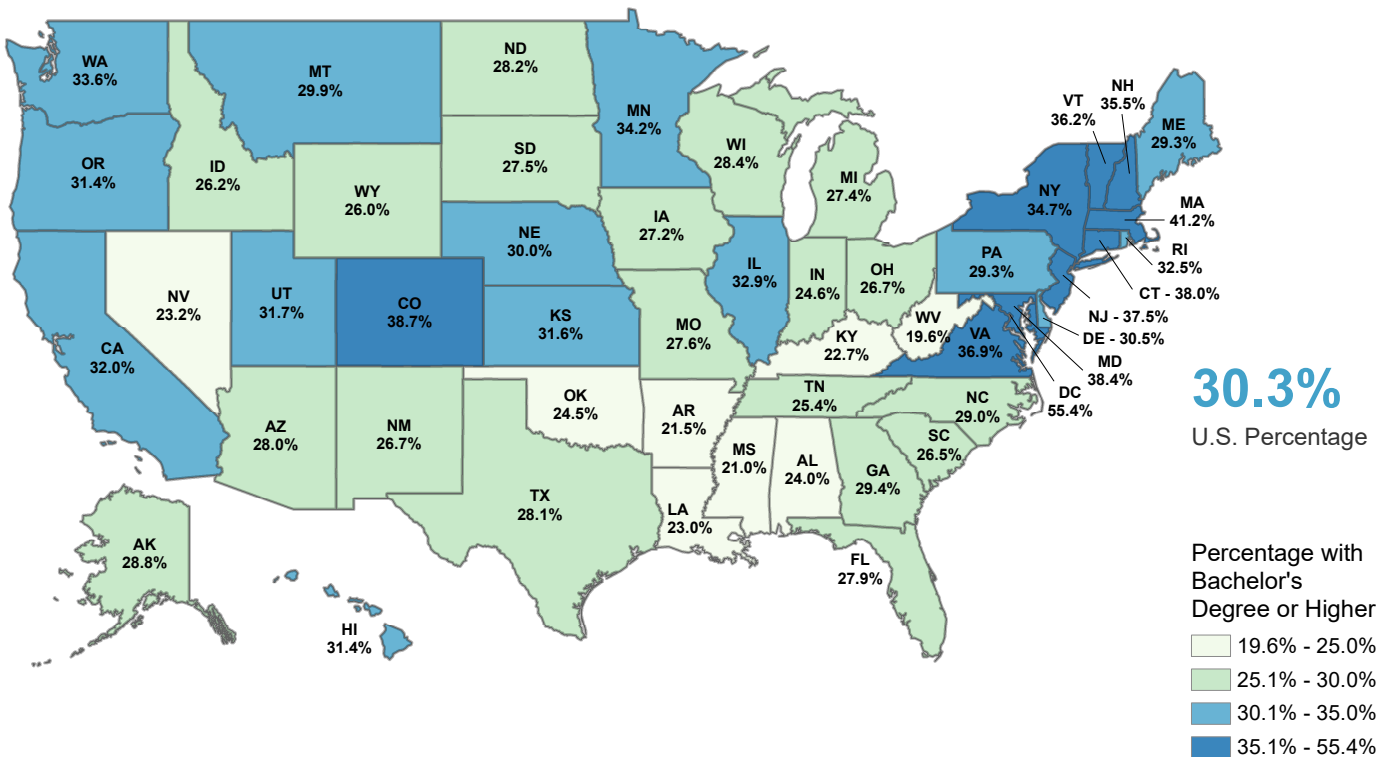 WA
33.6%
MT
29.9%
ND
28.2%
MN
34.2%
VT
36.2%
NH
35.5%
ME
29.3%
OR
31.4%
ID
26.2%
SD
27.5%
WI
28.4%
MI
27.4%
NY
34.7%
MA
41.2%
WY
26.0%
IA
27.2%
NE
30.0%
PA
29.3%
RI
32.5%
NV
23.2%
UT
31.7%
CO
38.7%
IL
32.9%
IN
24.6%
OH
26.7%
CT - 38.0%
NJ - 37.5%
DE - 30.5%
CA
32.0%
KS
31.6%
MO
27.6%
KY
22.7%
WV
19.6%
VA
36.9%
MD
38.4%
DC
55.4%
AZ
28.0%
NM
26.7%
OK
24.5%
AR
21.5%
TN
25.4%
NC
29.0%
SC
26.5%
MS
21.0%
AL
24.0%
GA
29.4%
TX
28.1%
LA
23.0%
FL
27.9%
AK
28.8%
HI
31.4%
30.3%
U.S. Percentage
Percentage with
Bachelor's
Degree or Higher
19.6% - 25.0%
25.1% - 30.0%
30.1% - 35.0%
35.1% - 55.4%